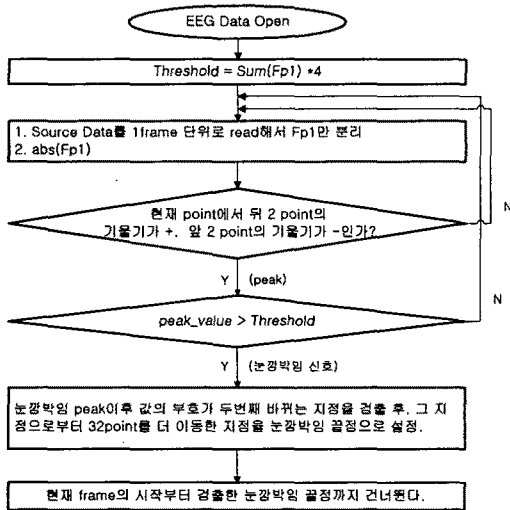 EEG Data Open
Threshold = Sum(Fp1) *4
1. Source Data를 1frame 단위로 read해서 Fp1만 분리
2. abs(Fp1)
현재 point에서 뒤 2 point의
기울기가 +, 앞 2 point의 기울기가 -인가?
N
Y (peak)
N
peak_value > Threshold
Y (눈깜박임 신호)
눈깜박임 peak이후 값의 부호가 두번째 바뀌는 지점을 검출 후, 그 지
점으로부터 32point를 더 이동한 지점을 눈깜박임 끝점으로 설정.
현재 frame의 시작부터 검출한 눈깜박임 끝점까지 건너뛴다.